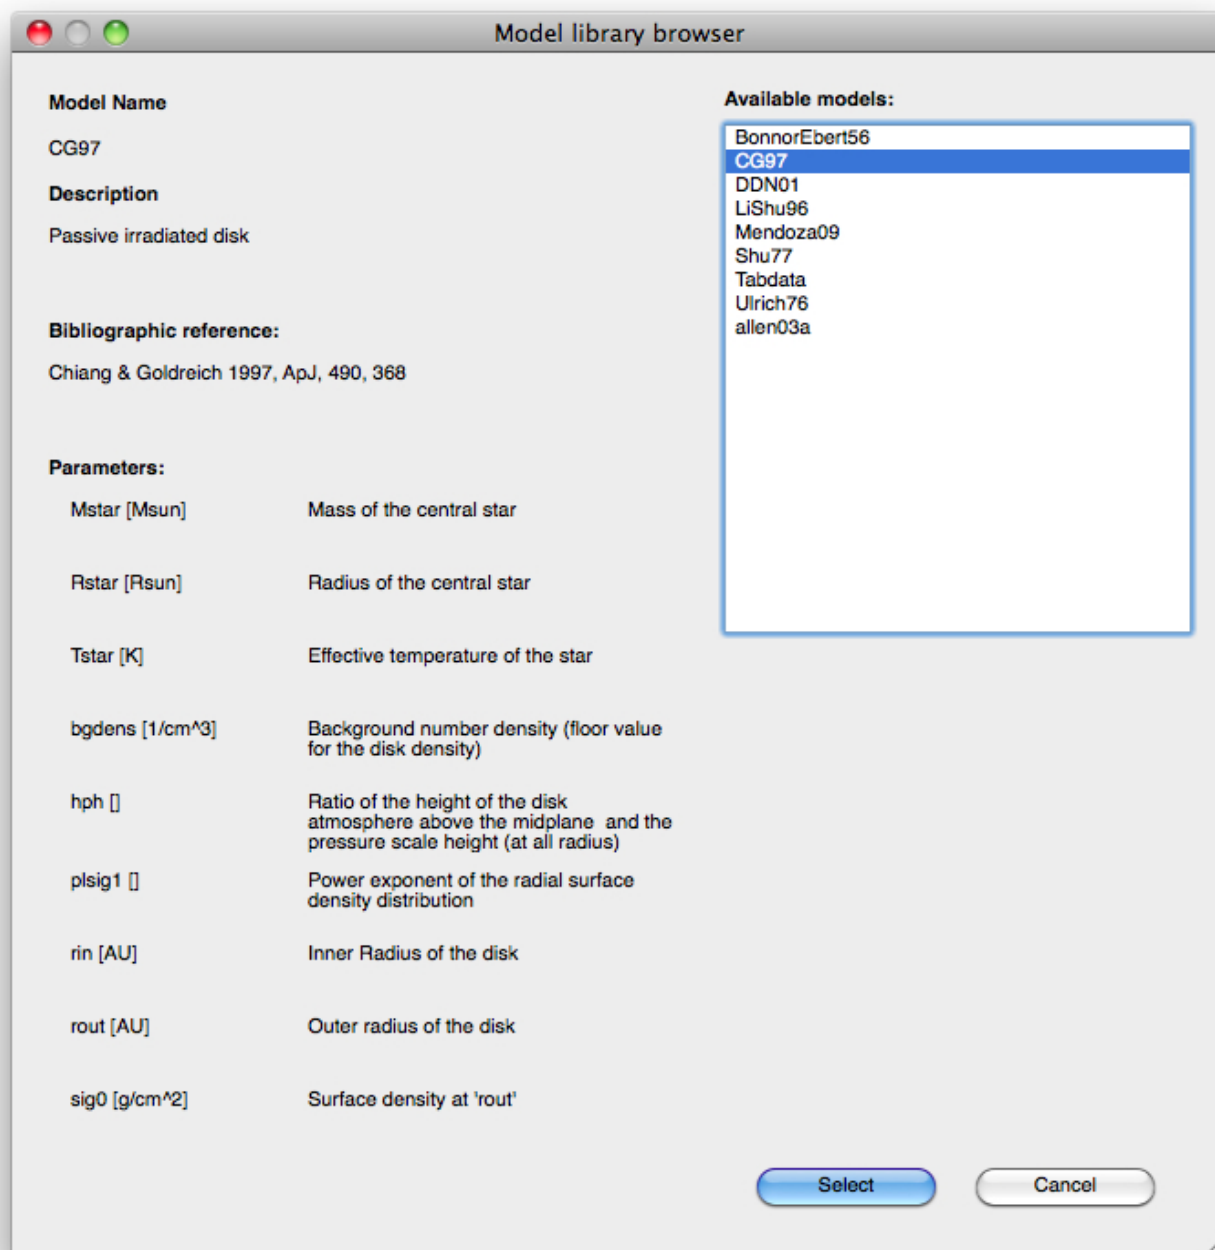 Model library browser
Model Name
CG97
Description
Passive irradiated disk
Bibliographic reference:
Chiang & Goldreich 1997, ApJ, 490, 368
Parameters:
Mstar [Msun] Mass of the central star
Rstar [Rsun] Radius of the central star
Tstar [K] Effective temperature of the star
bgdens [1/cm^3] Background number density (floor value
for the disk density)
hph [] Ratio of the height of the disk
atmosphere above the midplane and the
pressure scale height (at all radius)
plsig1 [] Power exponent of the radial surface
density distribution
rin [AU] Inner Radius of the disk
rout [AU] Outer radius of the disk
sig0 [g/cm^2] Surface density at 'rout'
Available models:
BonnorEbert56
CG97
DDN01
LiShu96
Mendoza09
Shu77
Tabdata
Ulrich76
allen03a
Select Cancel